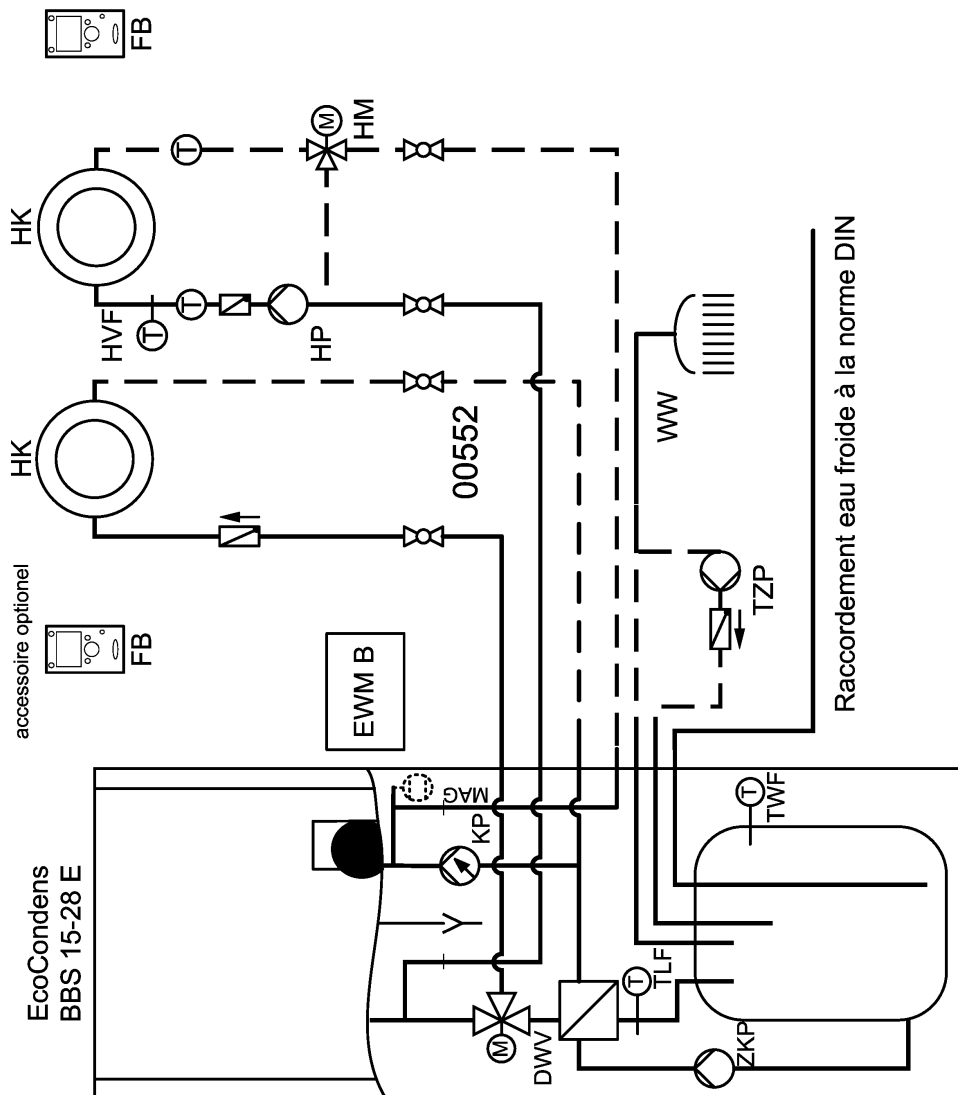 EcoCondens
BBS 15-28 E
accessoire optionel
FB
HK
HK
FB
HVF
T
T
T
HP
M
HM
EWM B
00552
MAG
KP
WW
TZP
M
DWV
T
TLF
T
TWF
ZKP
Raccordement eau froide à la norme DIN